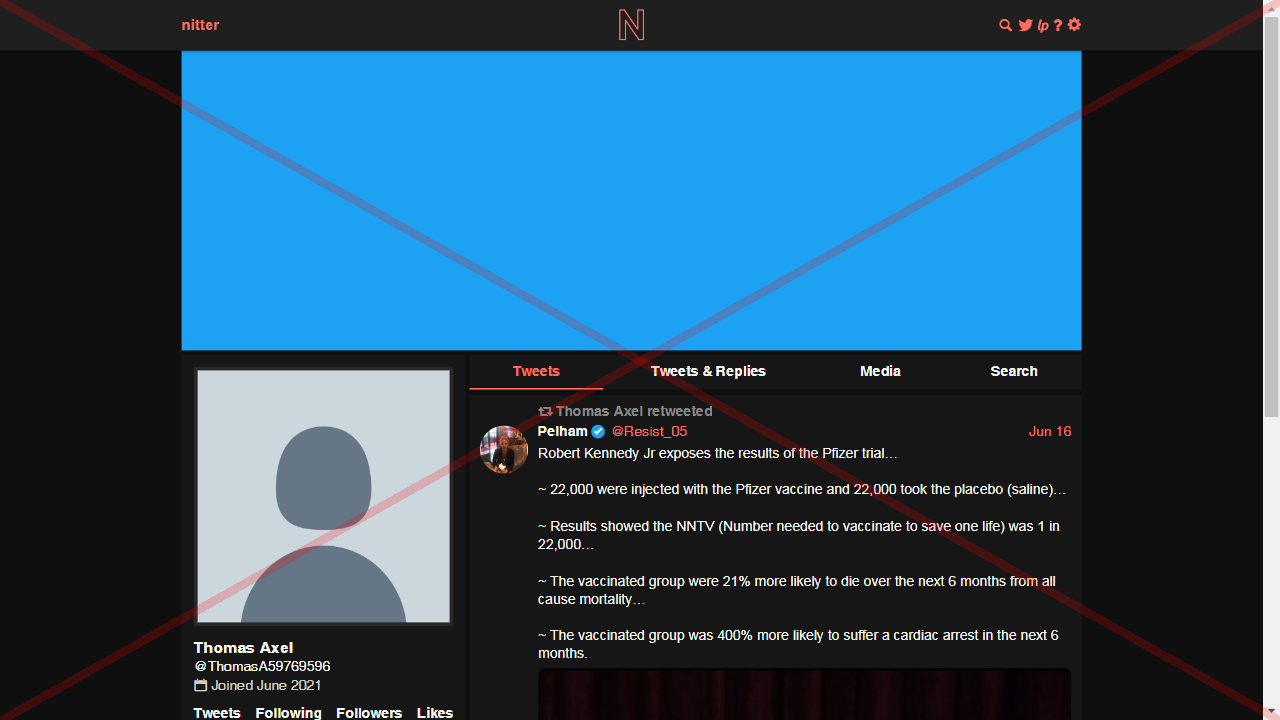 nitter
N
lp ?
Tweets
Tweets & Replies
Media
Search
Thomas Axel retweeted
Pelham @Resist_05 Jun 16
Robert Kennedy Jr exposes the results of the Pfizer trial…
~ 22,000 were injected with the Pfizer vaccine and 22,000 took the placebo (saline)…
~ Results showed the NNTV (Number needed to vaccinate to save one life) was 1 in
22,000…
~ The vaccinated group were 21% more likely to die over the next 6 months from all
cause mortality…
~ The vaccinated group was 400% more likely to suffer a cardiac arrest in the next 6
months.
Thomas Axel
@ThomasA59769596
Joined June 2021
Tweets Following Followers Likes